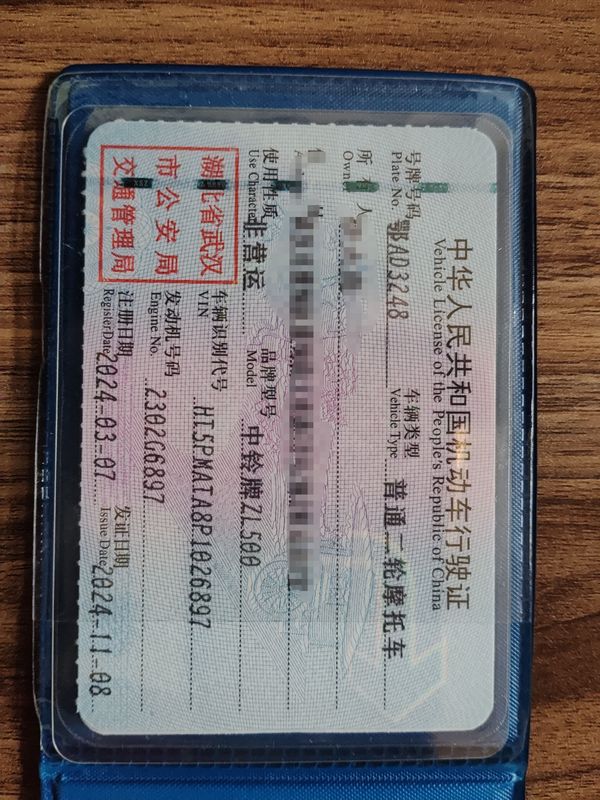 中华人民共和国机动车行驶证
Vehicle License of the People's Republic of China
号牌号码 鄂AD3248 车辆类型 普通二轮摩托车
Plate No. Vehicle Type
所有人
Owner
使用性质 非营运 品牌型号 中铃牌ZL500
Use Character Model
湖北省武汉
市公安局
交通管理局
车辆识别代号 HT5PMATA8P1026897
VIN
发动机号码 2302G6897
Engine No.
注册日期 2024-03-07 发证日期 2024-11-08
Register Date Issue Date